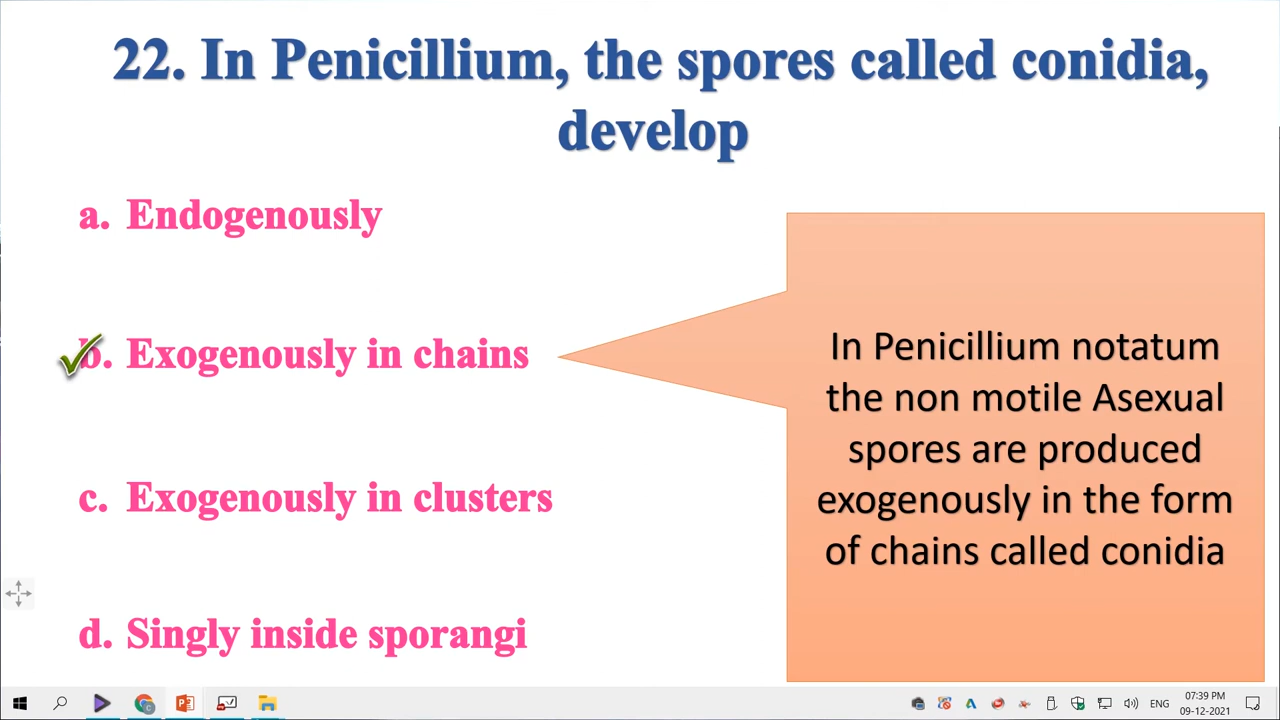 22. In Penicillium, the spores called conidia,
develop
a. Endogenously
b. Exogenously in chains
c. Exogenously in clusters
d. Singly inside sporangi
In Penicillium notatum
the non motile Asexual
spores are produced
exogenously in the form
of chains called conidia
ENG
07:39 PM
09-12-2021